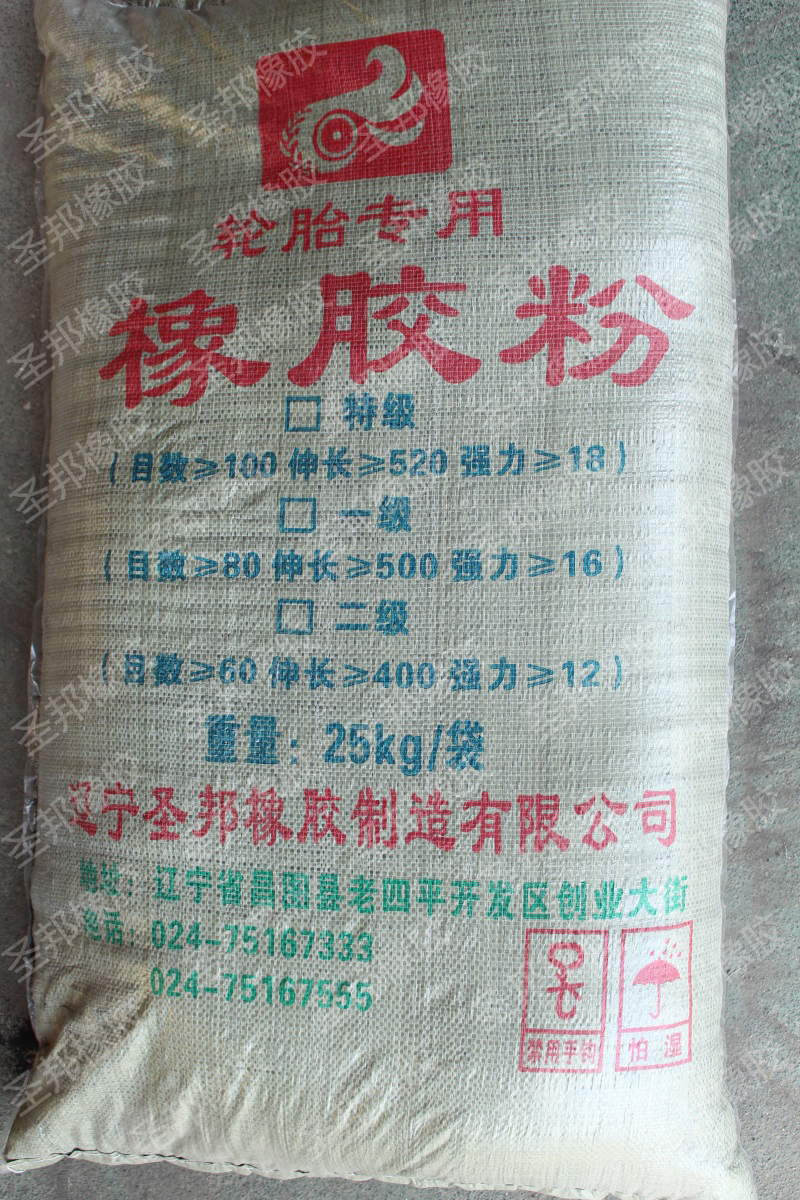 轮胎专用
橡胶粉
□ 特级
（目数≥100 伸长≥520 强力≥18）
□ 一级
（目数≥80 伸长≥500 强力≥16）
□ 二级
（目数≥60 伸长≥400 强力≥12）
重量：25kg/袋
辽宁圣邦橡胶制造有限公司
地址：辽宁省昌图县老四平开发区创业大街
电话：024-75167333
024-75167555
禁用手钩
怕 湿
圣邦橡胶